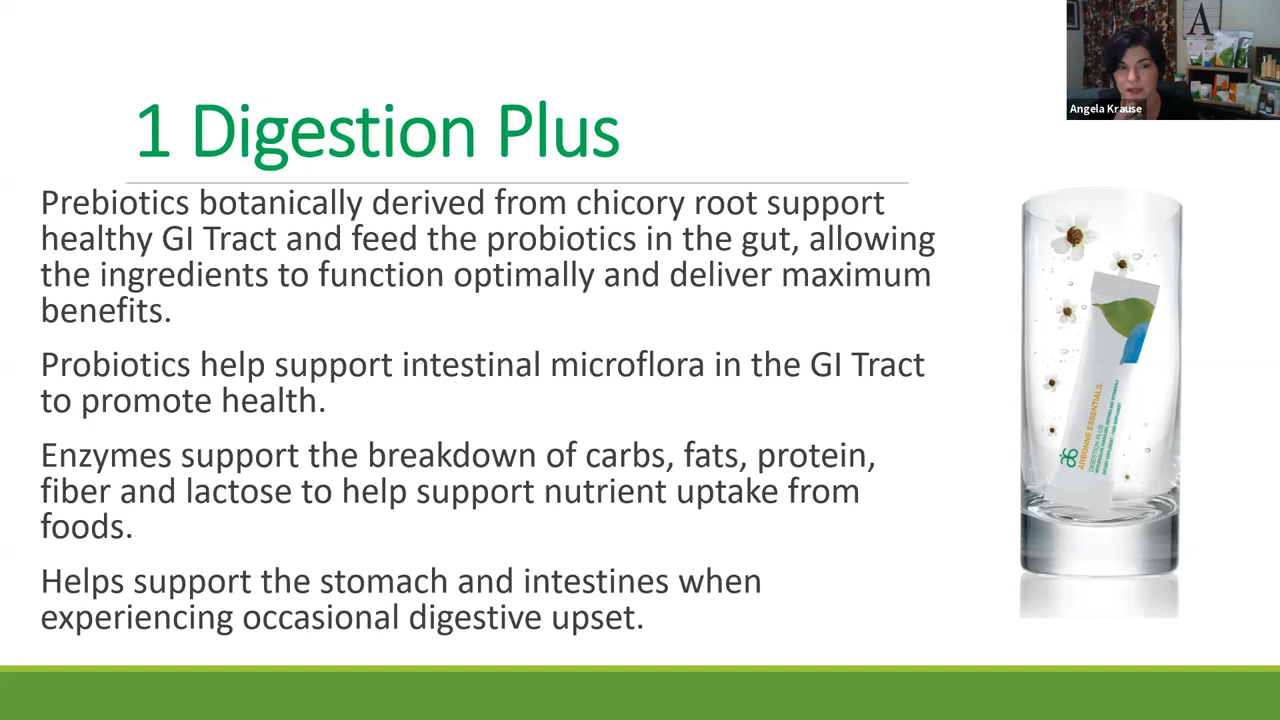 A
Angela Krause
1 Digestion Plus
Prebiotics botanically derived from chicory root support
healthy GI Tract and feed the probiotics in the gut, allowing
the ingredients to function optimally and deliver maximum
benefits.
Probiotics help support intestinal microflora in the GI Tract
to promote health.
Enzymes support the breakdown of carbs, fats, protein,
fiber and lactose to help support nutrient uptake from
foods.
Helps support the stomach and intestines when
experiencing occasional digestive upset.
ARBONNE ESSENTIALS
DIGESTION PLUS